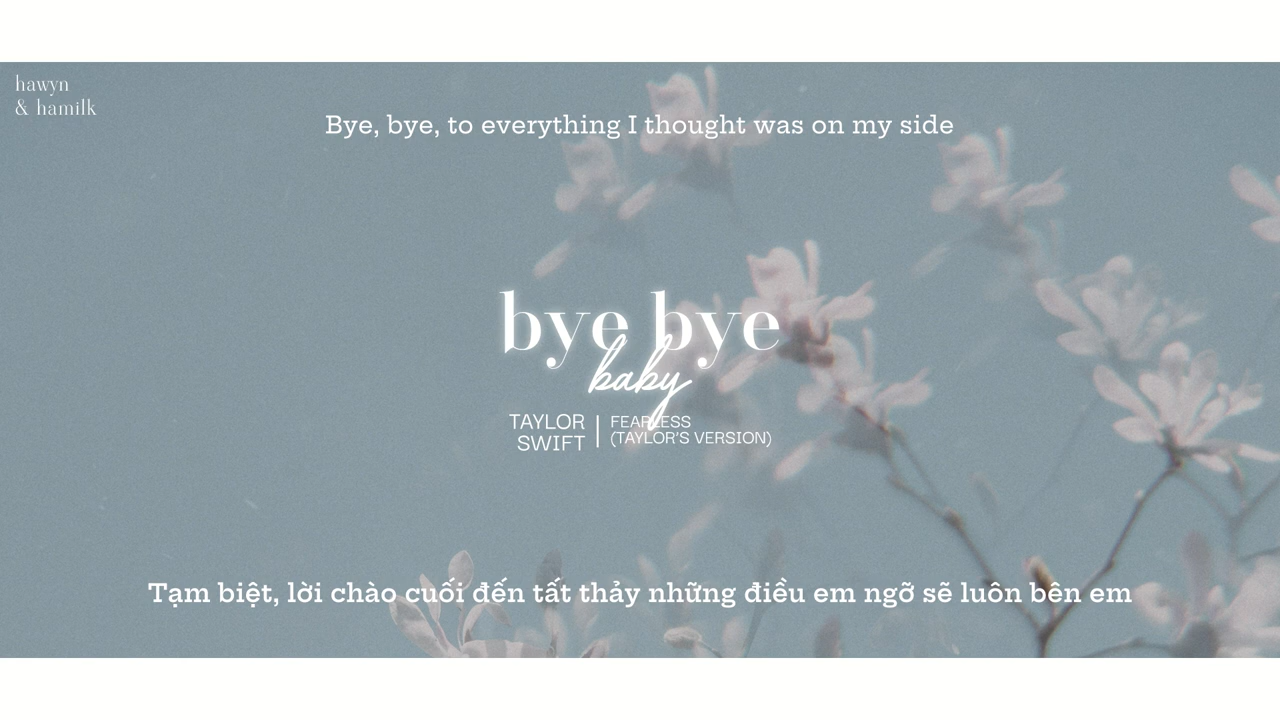 hawyn
& hamilk
Bye, bye, to everything I thought was on my side
bye bye
baby
TAYLOR
SWIFT
FEARLESS
(TAYLOR'S VERSION)
Tạm biệt, lời chào cuối đến tất thảy những điều em ngỡ sẽ luôn bên em